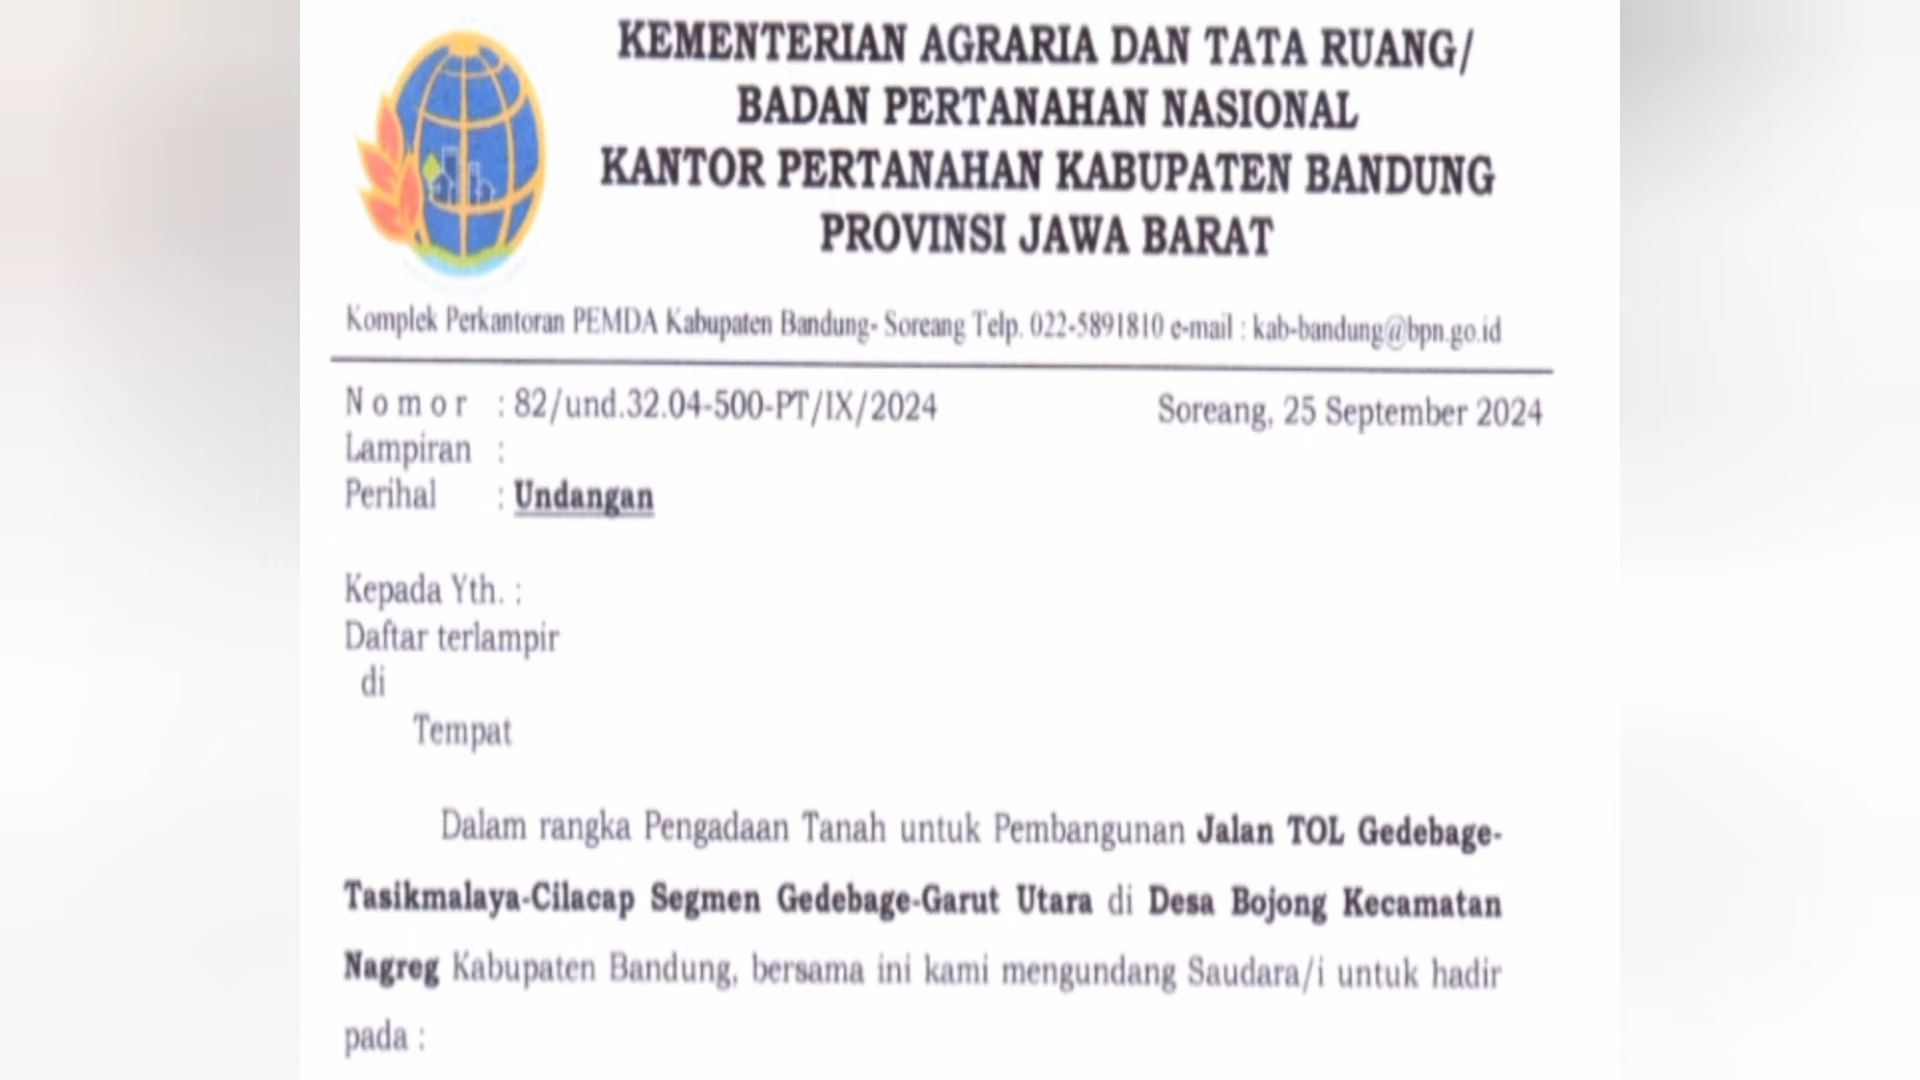 KEMENTERIAN AGRARIA DAN TATA RUANG/
BADAN PERTANAHAN NASIONAL
KANTOR PERTANAHAN KABUPATEN BANDUNG
PROVINSI JAWA BARAT
Komplek Perkantoran PEMDA Kabupaten Bandung- Soreang Telp. 022-5891810 e-mail : kab-bandung@bpn.go.id
Nomor : 82/und.32.04-500-PT/IX/2024 Soreang, 25 September 2024
Lampiran :
Perihal : Undangan
Kepada Yth. :
Daftar terlampir
di
Tempat
Dalam rangka Pengadaan Tanah untuk Pembangunan Jalan TOL Gedebage-
Tasikmalaya-Cilacap Segmen Gedebage-Garut Utara di Desa Bojong Kecamatan
Nagreg Kabupaten Bandung, bersama ini kami mengundang Saudara/i untuk hadir
pada :